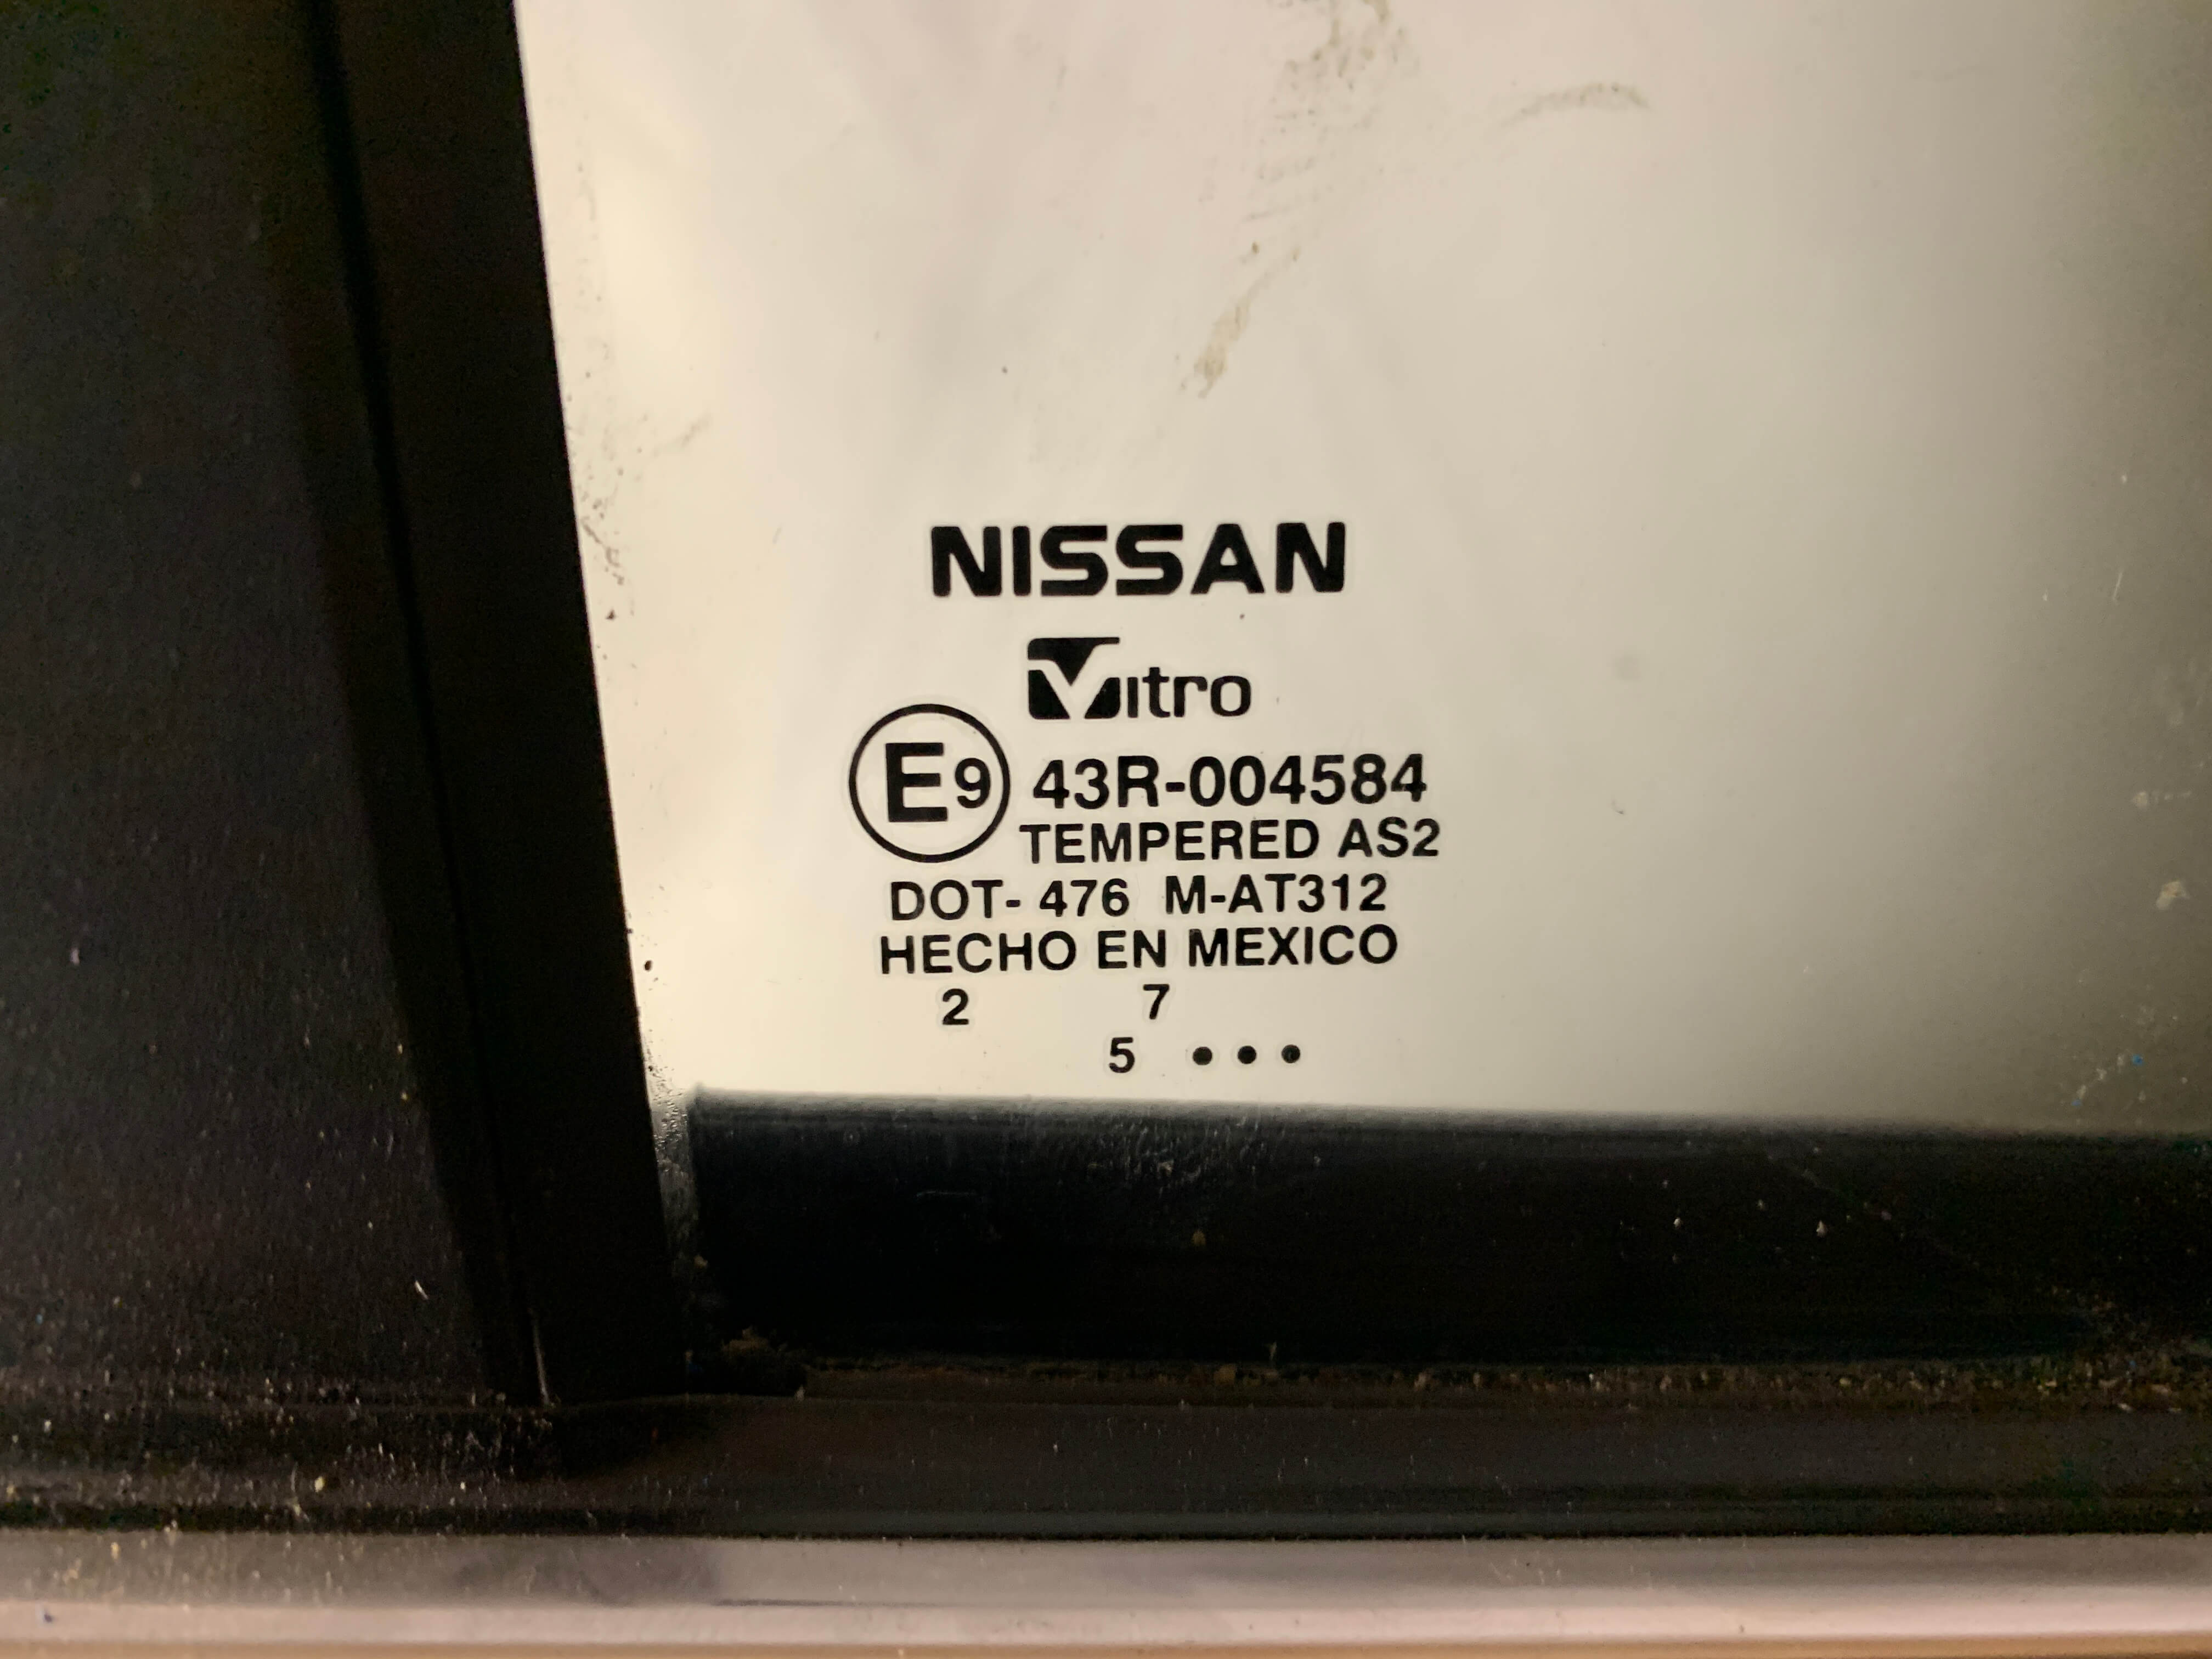 NISSAN
Vitro
E9 43R-004584
TEMPERED AS2
DOT- 476 M-AT312
HECHO EN MEXICO
2 7
5 •••